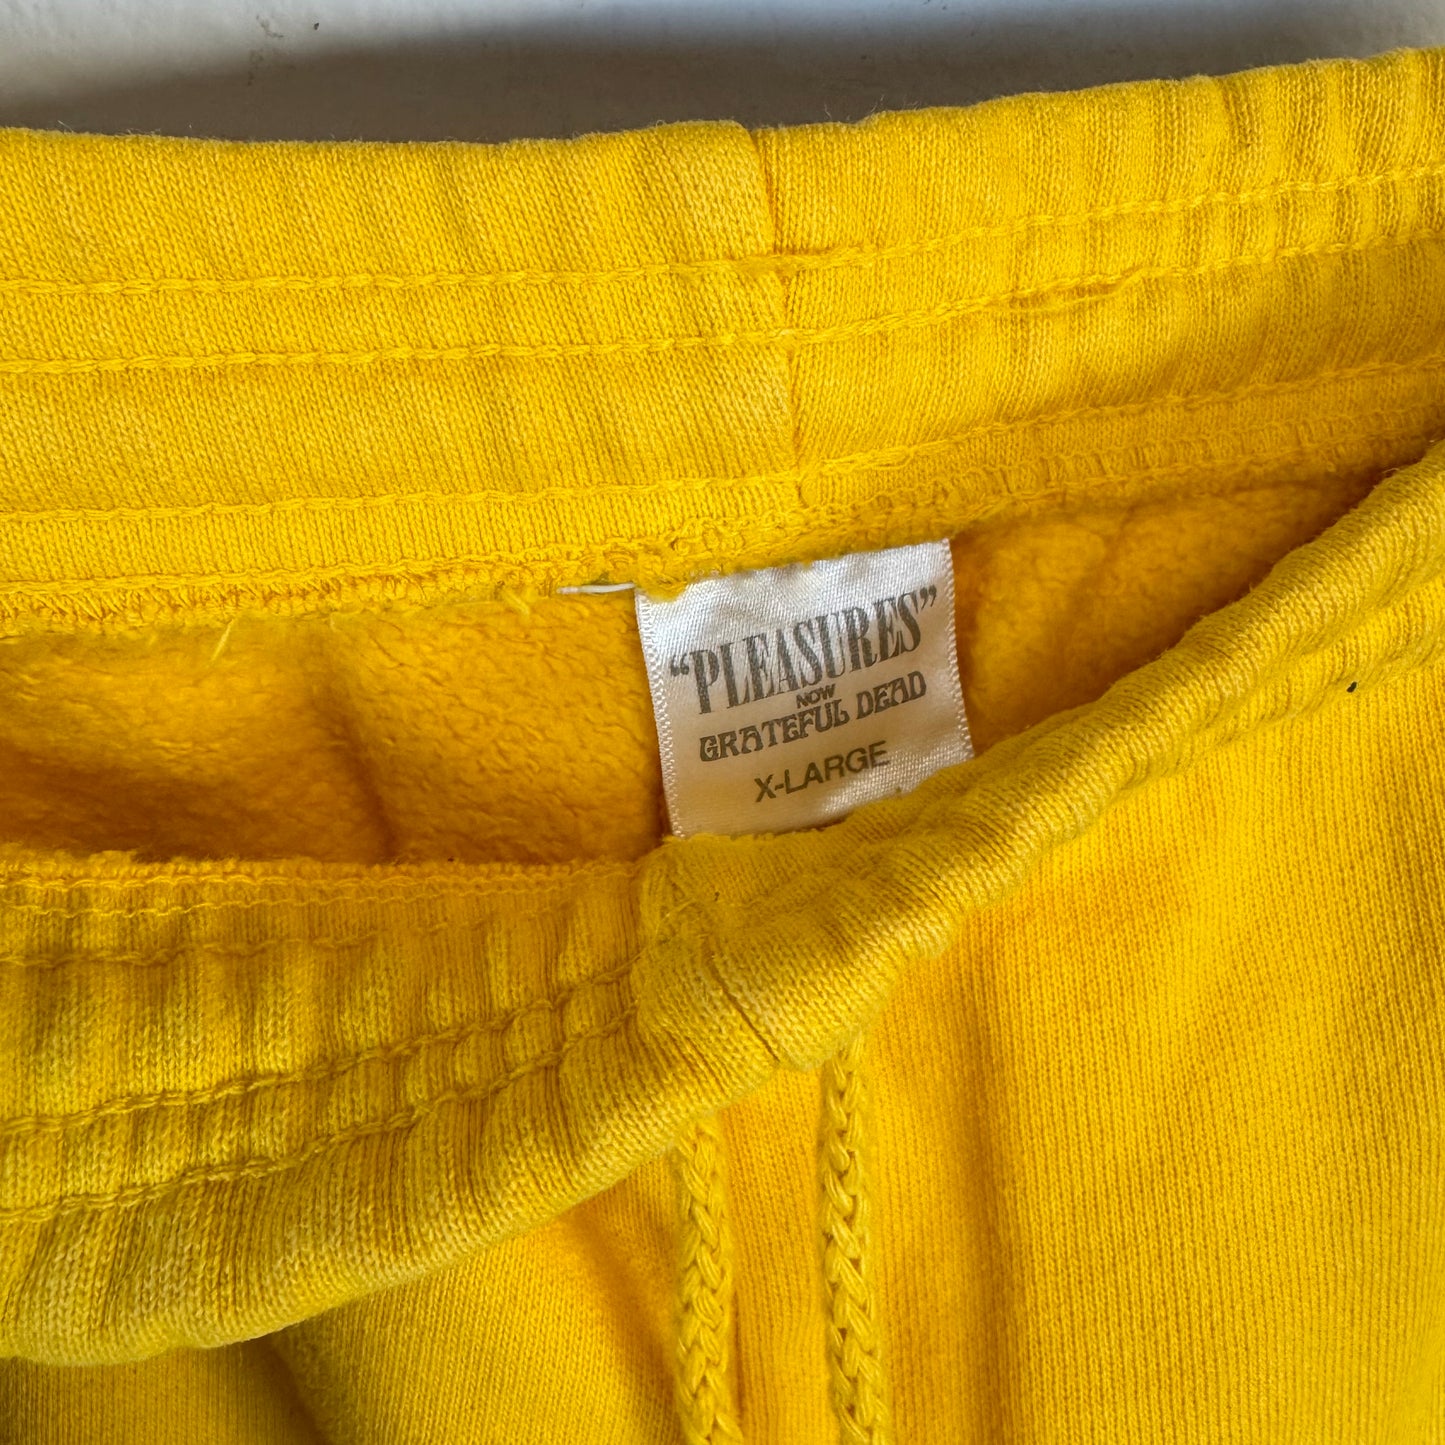 “PLEASURES”
NOW
GRATEFUL DEAD
X-LARGE